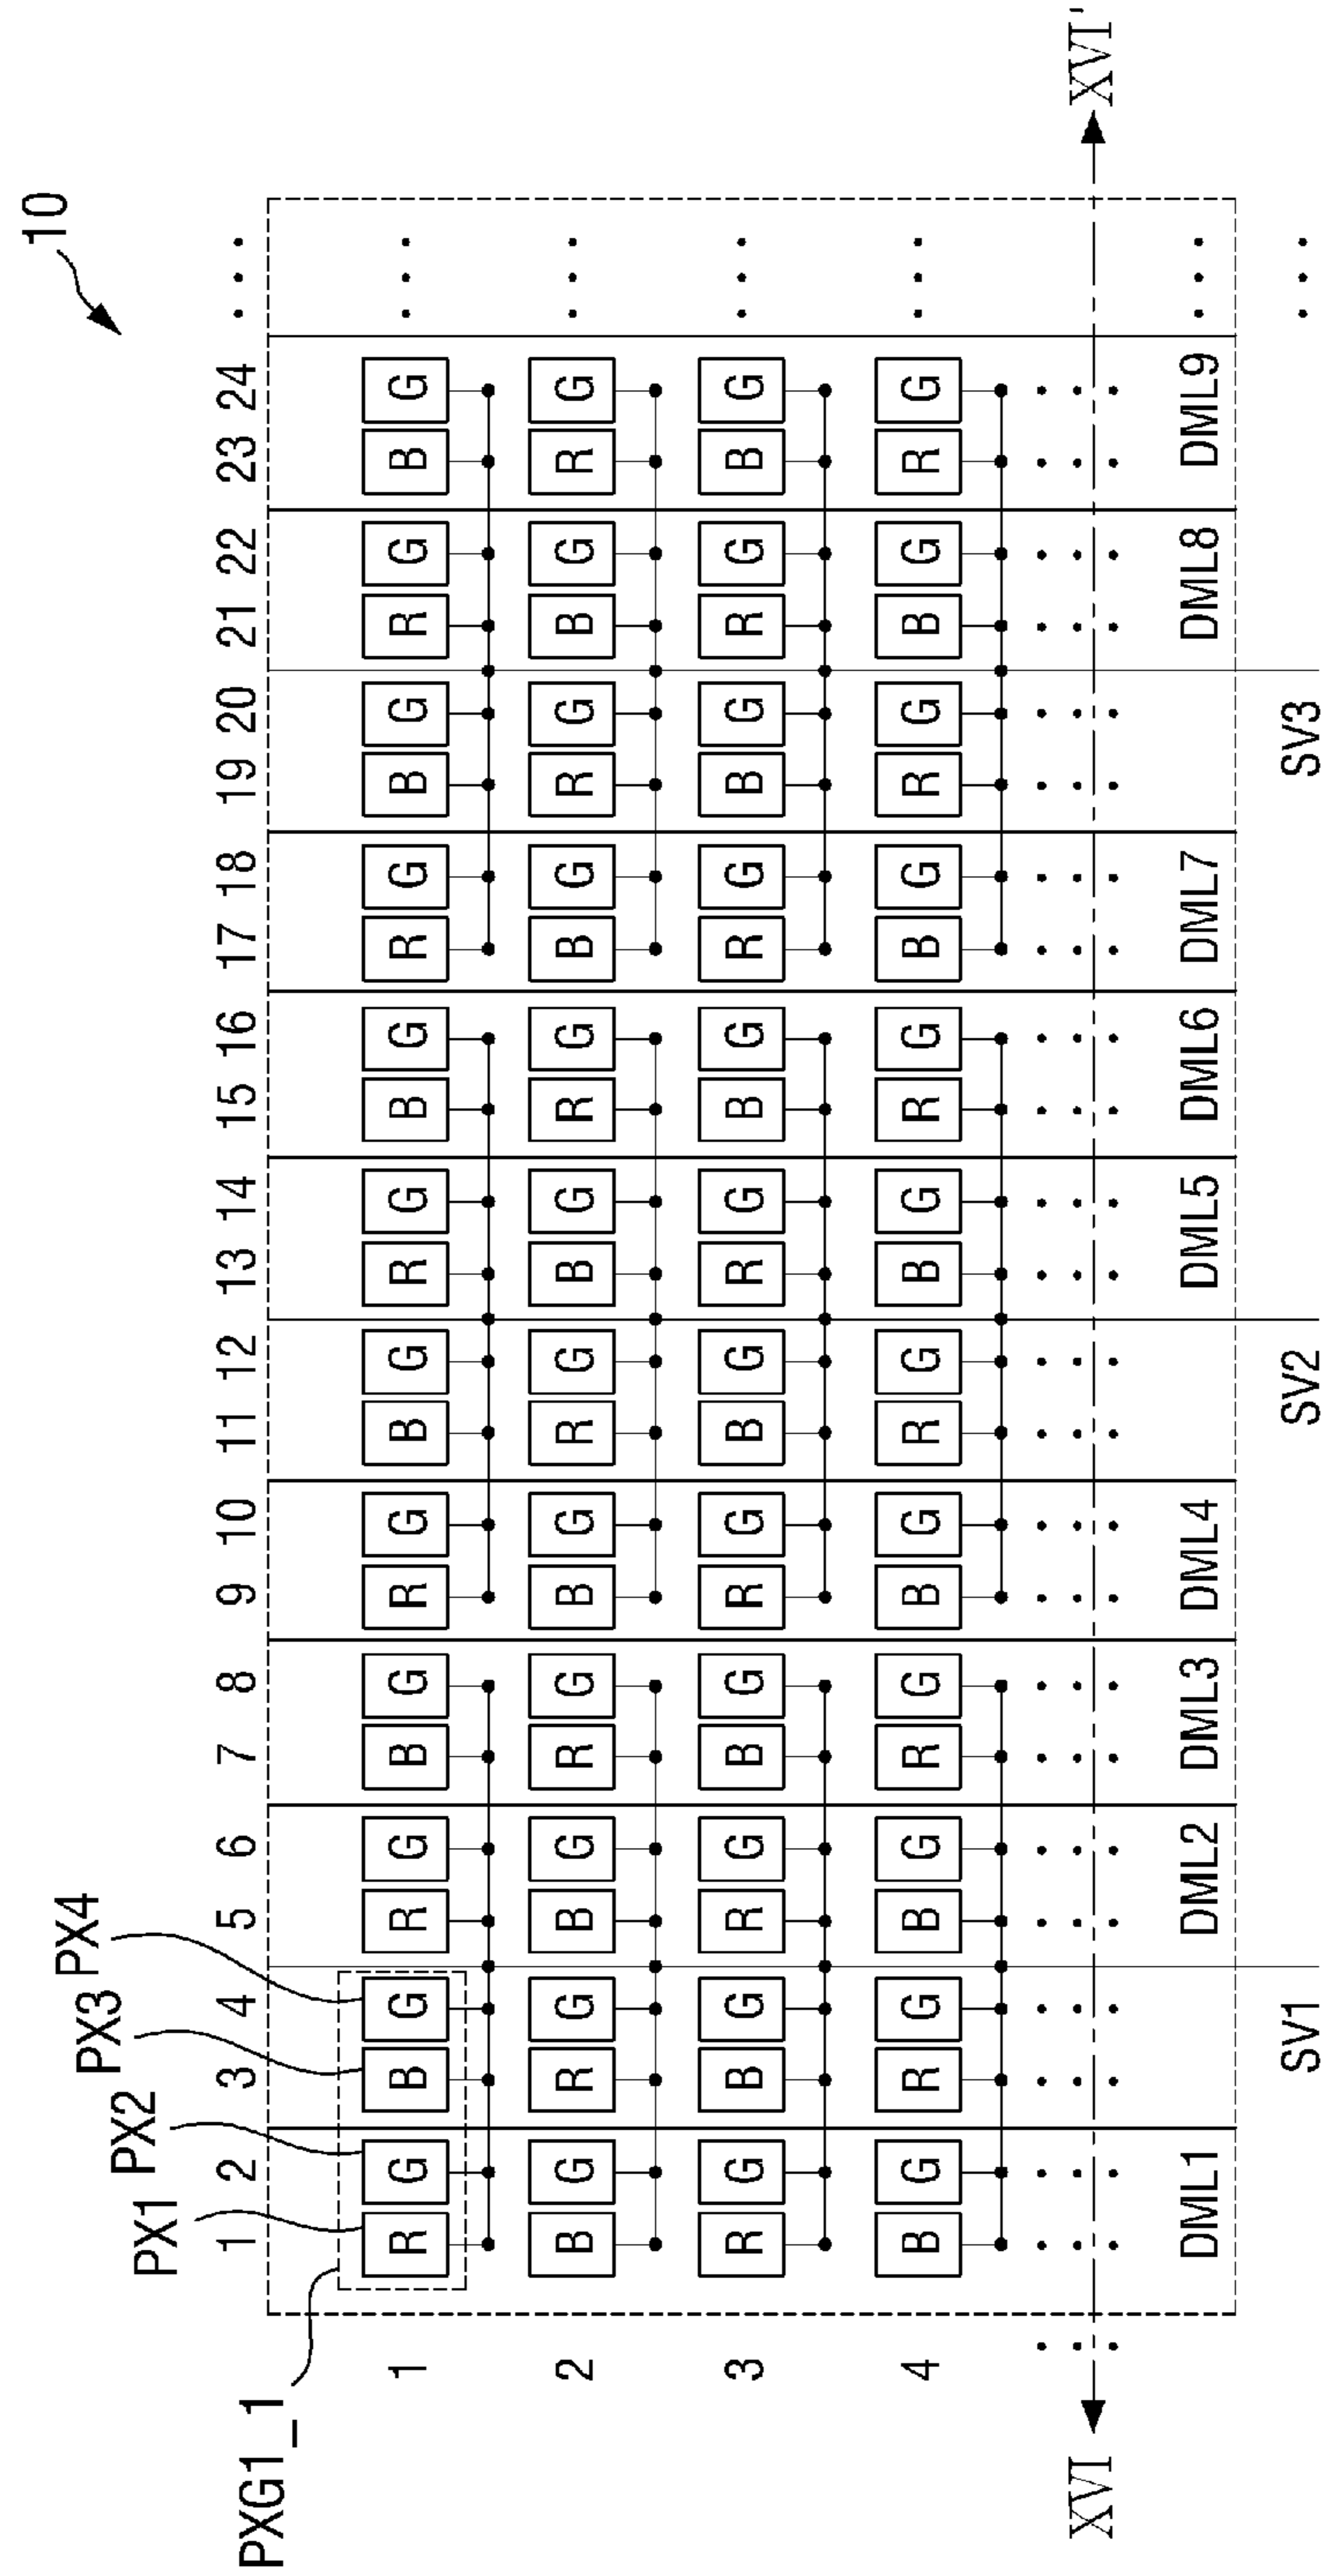 10
PXG1_1
PX1 PX2 PX3 PX4
1 2 3 4 5 6 7 8 9 10 11 12 13 14 15 16 17 18 19 20 21 22 23 24
1 R G B G R G B G R G B G R G B G R G B G R G B G
2 B G R G B G R G B G R G B G R G B G R G B G R G
3 R G B G R G B G R G B G R G B G R G B G R G B G
4 B G R G B G R G B G R G B G R G B G R G B G R G
XVI XVI'
DML1 DML2 DML3 DML4 DML5 DML6 DML7 DML8 DML9
SV1 SV2 SV3